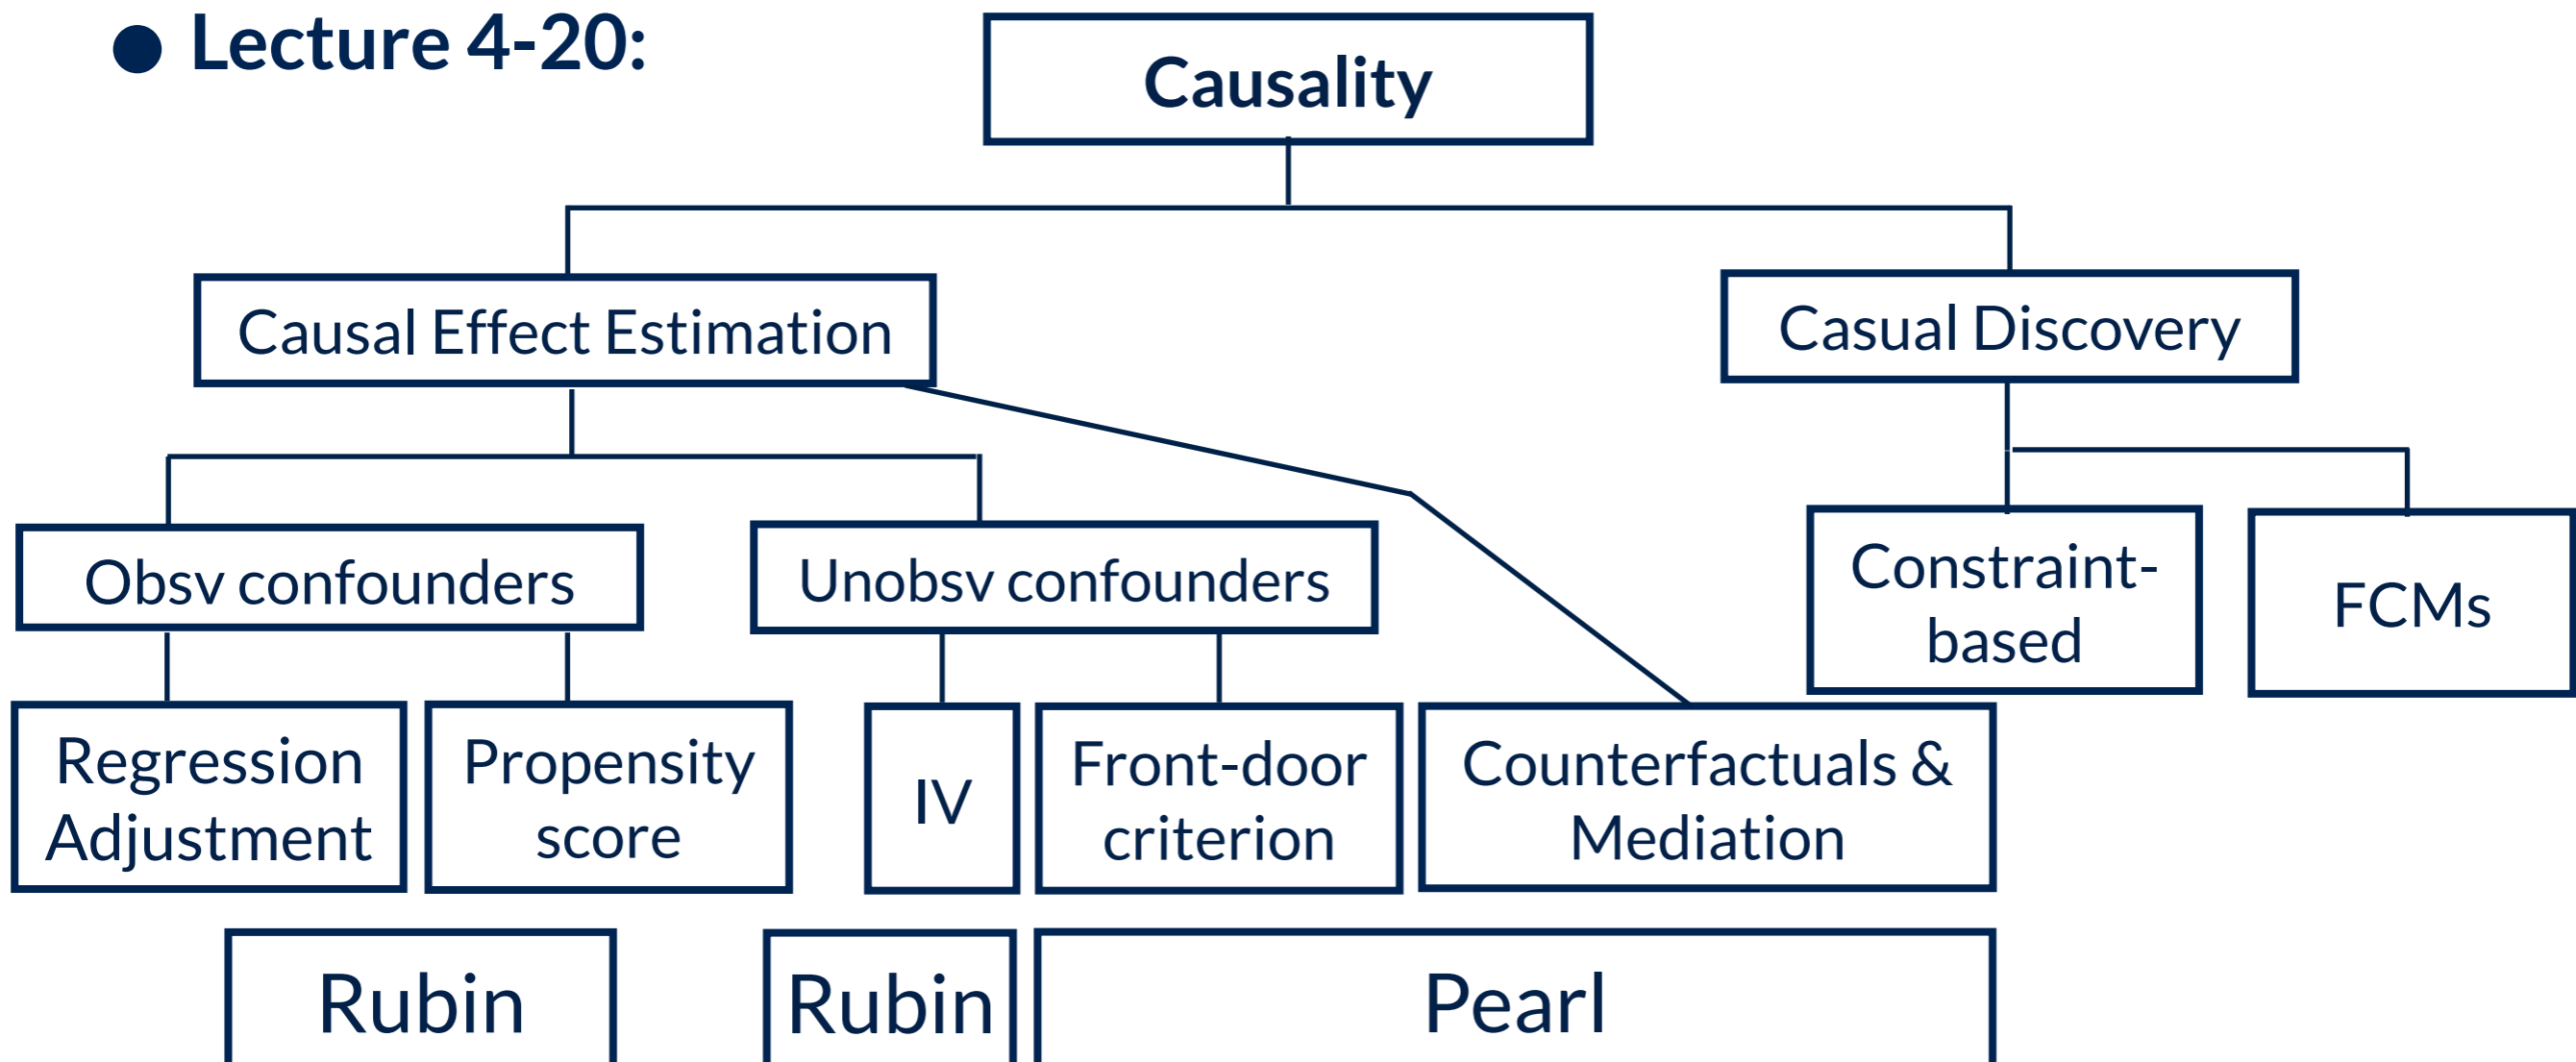 ● Lecture 4-20:
Causality
Causal Effect Estimation
Casual Discovery
Obsv confounders
Unobsv confounders
Constraint-
based
FCMs
Regression
Adjustment
Propensity
score
IV
Front-door
criterion
Counterfactuals &
Mediation
Rubin
Rubin
Pearl